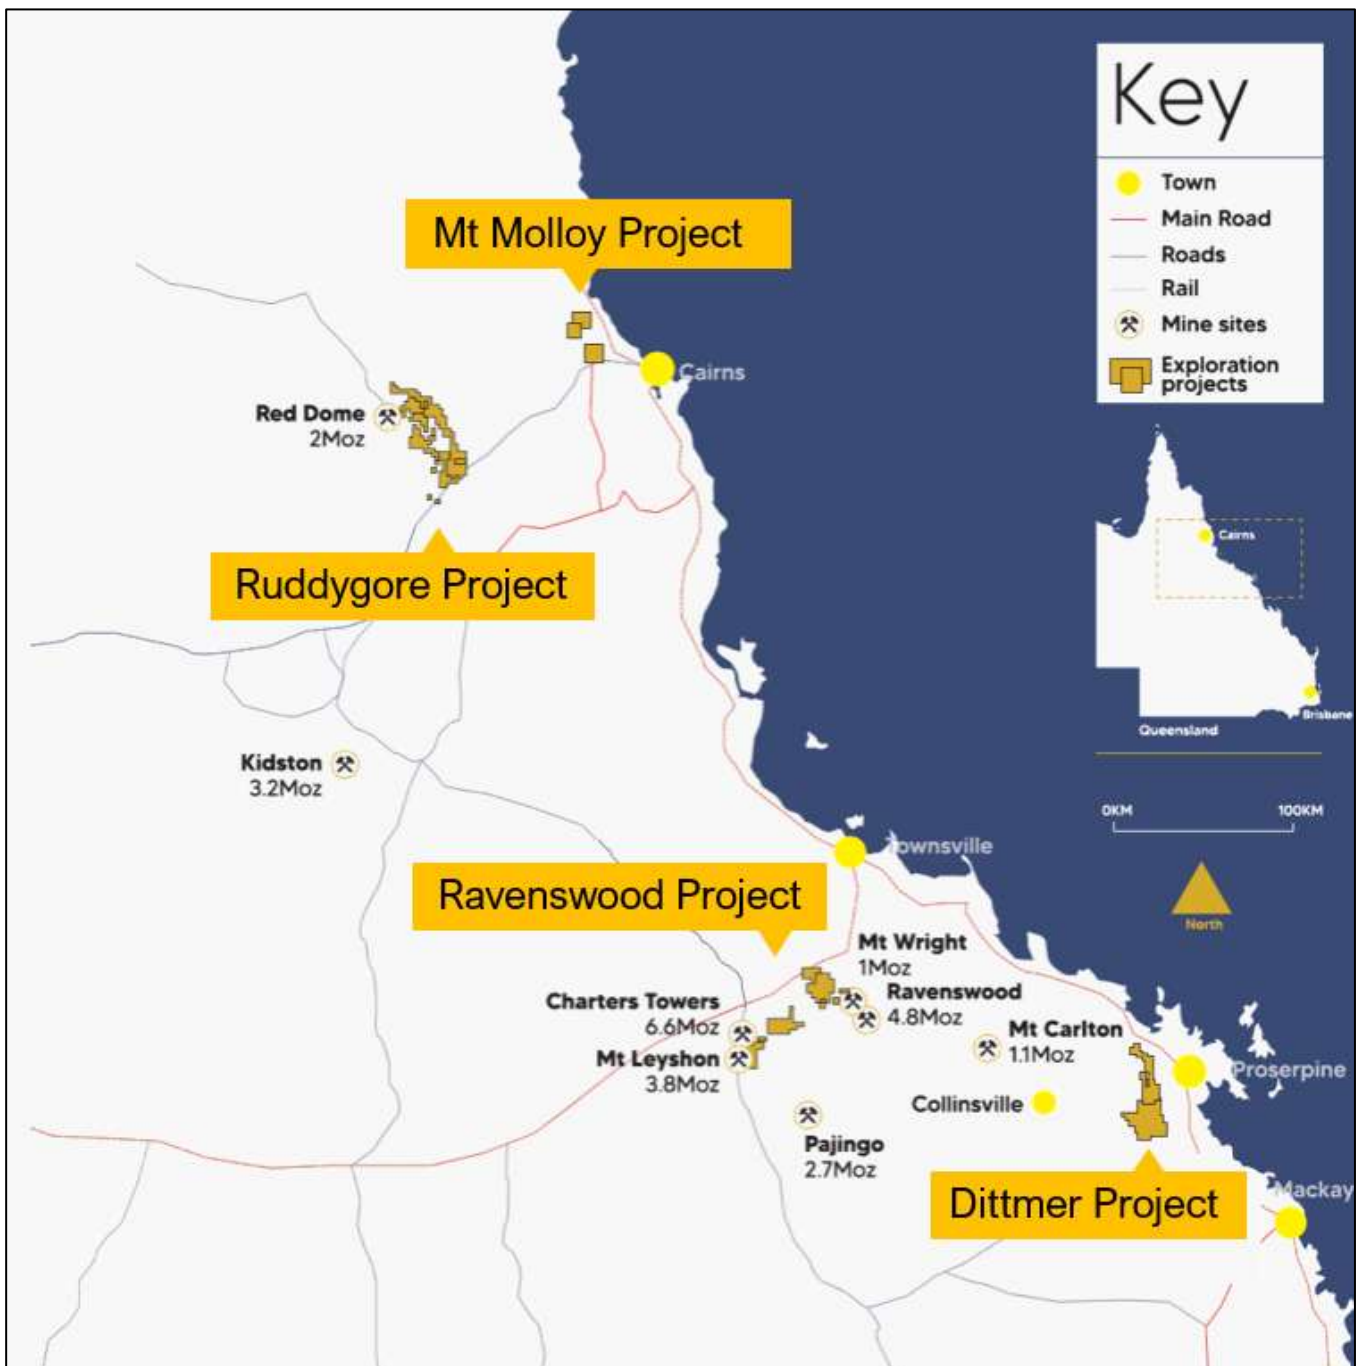 Key
Town
Main Road
Roads
Rail
Mine sites
Exploration
projects
Mt Molloy Project
Cairns
Red Dome
2Moz
Ruddygore Project
Cairns
Brisbane
Queensland
Kidston
3.2Moz
0KM
100KM
Townsville
Ravenswood Project
North
Mt Wright
1Moz
Ravenswood
4.8Moz
Charters Towers
6.6Moz
Mt Carlton
1.1Moz
Mt Leyshon
3.8Moz
Proserpine
Collinsville
Pajingo
2.7Moz
Dittmer Project
Mackay